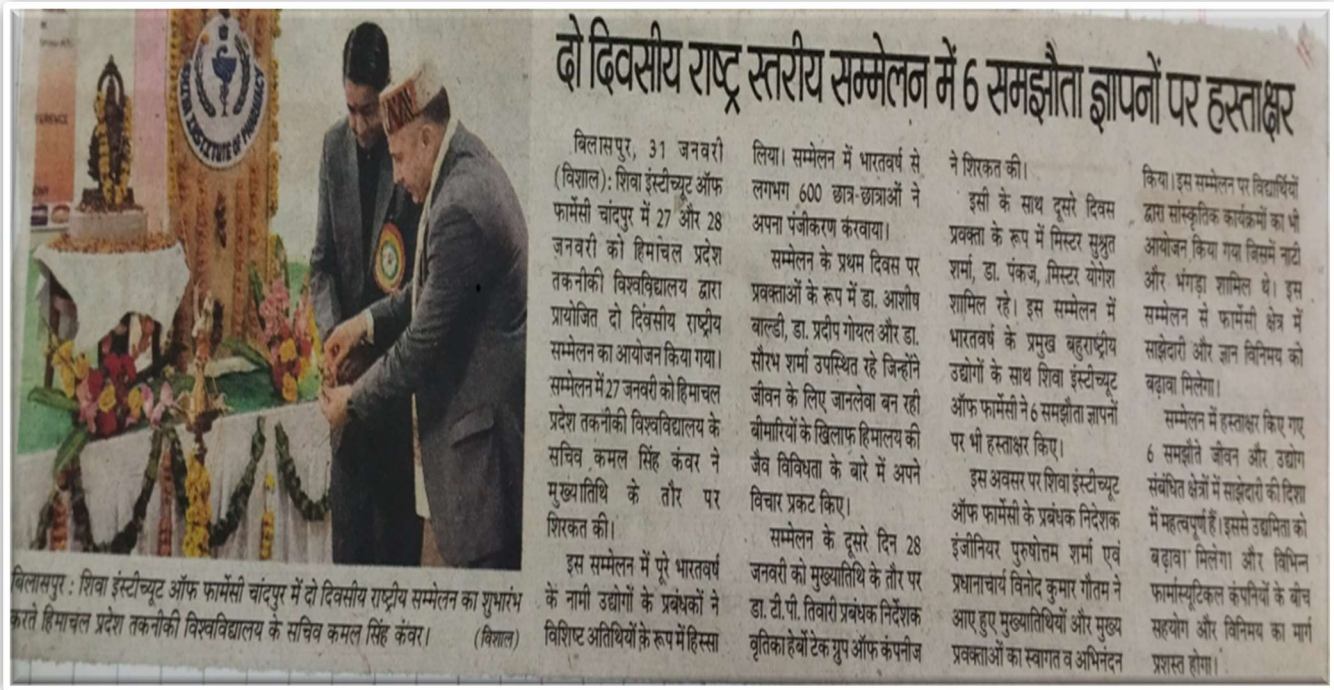 दो दिवसीय राष्ट्र स्तरीय सम्मेलन में 6 समझौता ज्ञापनों पर हस्ताक्षर
SHIVA INSTITUTE OF PHARMACY
बिलासपुर : शिवा इंस्टीच्यूट ऑफ फार्मेसी चांदपुर में दो दिवसीय राष्ट्रीय सम्मेलन का शुभारंभ
करते हिमाचल प्रदेश तकनीकी विश्वविद्यालय के सचिव कमल सिंह कंवर। (विशाल)
बिलासपुर, 31 जनवरी
(विशाल): शिवा इंस्टीच्यूट ऑफ
फार्मेसी चांदपुर में 27 और 28
जनवरी को हिमाचल प्रदेश
तकनीकी विश्वविद्यालय द्वारा
प्रायोजित दो दिवसीय राष्ट्रीय
सम्मेलन का आयोजन किया गया।
सम्मेलन में 27 जनवरी को हिमाचल
प्रदेश तकनीकी विश्वविद्यालय के
सचिव कमल सिंह कंवर ने
मुख्यातिथि के तौर पर
शिरकत की।
इस सम्मेलन में पूरे भारतवर्ष
के नामी उद्योगों के प्रबंधकों ने
विशिष्ट अतिथियों के रूप में हिस्सा
लिया। सम्मेलन में भारतवर्ष से
लगभग 600 छात्र-छात्राओं ने
अपना पंजीकरण करवाया।
सम्मेलन के प्रथम दिवस पर
प्रवक्ताओं के रूप में डा. आशीष
बाल्डी, डा. प्रदीप गोयल और डा.
सौरभ शर्मा उपस्थित रहे जिन्होंने
जीवन के लिए जानलेवा बन रही
बीमारियों के खिलाफ हिमालय की
जैव विविधता के बारे में अपने
विचार प्रकट किए।
सम्मेलन के दूसरे दिन 28
जनवरी को मुख्यातिथि के तौर पर
डा. टी.पी. तिवारी प्रबंधक निर्देशक
वृतिका हेर्बो टेक ग्रुप ऑफ कंपनीज
ने शिरकत की।
इसी के साथ दूसरे दिवस
प्रवक्ता के रूप में मिस्टर सुश्रुत
शर्मा, डा. पंकज, मिस्टर योगेश
शामिल रहे। इस सम्मेलन में
भारतवर्ष के प्रमुख बहुराष्ट्रीय
उद्योगों के साथ शिवा इंस्टीच्यूट
ऑफ फार्मेसी ने 6 समझौता ज्ञापनों
पर भी हस्ताक्षर किए।
इस अवसर पर शिवा इंस्टीच्यूट
ऑफ फार्मेसी के प्रबंधक निदेशक
इंजीनियर पुरुषोत्तम शर्मा एवं
प्रधानाचार्य विनोद कुमार गौतम ने
आए हुए मुख्यातिथियों और मुख्य
प्रवक्ताओं का स्वागत व अभिनंदन
किया। इस सम्मेलन पर विद्यार्थियों
द्वारा सांस्कृतिक कार्यक्रमों का भी
आयोजन किया गया जिसमें नाटी
और भंगड़ा शामिल थे। इस
सम्मेलन से फार्मेसी क्षेत्र में
साझेदारी और ज्ञान विनिमय को
बढ़ावा मिलेगा।
सम्मेलन में हस्ताक्षर किए गए
6 समझौते जीवन और उद्योग
संबंधित क्षेत्रों में साझेदारी की दिशा
में महत्वपूर्ण हैं। इससे उद्यमिता को
बढ़ावा मिलेगा और विभिन्न
फार्मास्यूटिकल कंपनियों के बीच
सहयोग और विनिमय का मार्ग
प्रशस्त होगा।